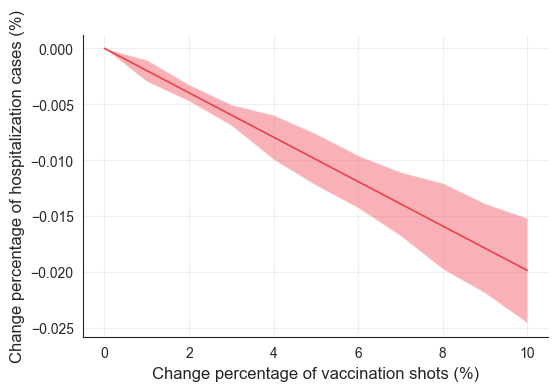 Change percentage of hospitalization cases (%)
0.000
−0.005
−0.010
−0.015
−0.020
−0.025
0 2 4 6 8 10
Change percentage of vaccination shots (%)